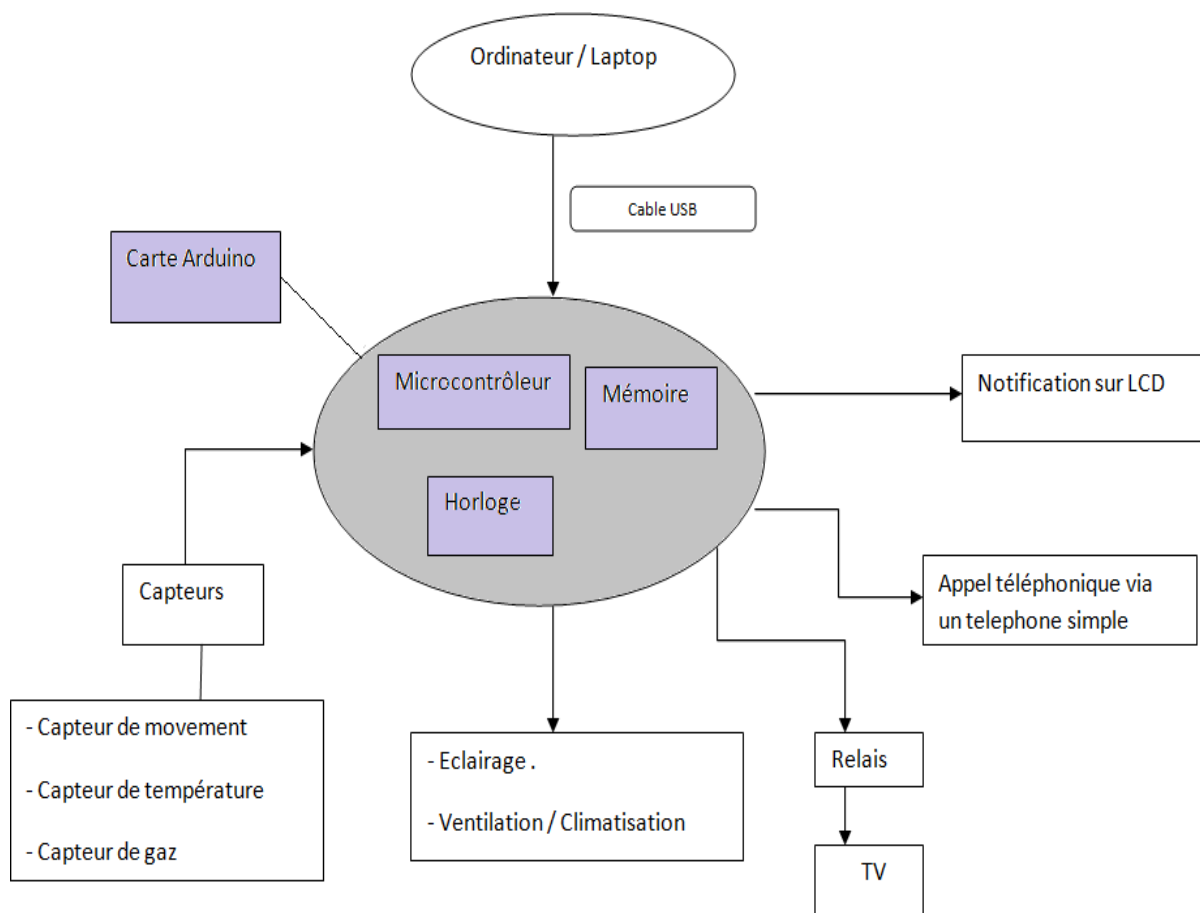 Ordinateur / Laptop
Cable USB
Carte Arduino
Microcontrôleur
Mémoire
Horloge
Notification sur LCD
Capteurs
Appel téléphonique via
un telephone simple
- Capteur de movement
- Capteur de température
- Capteur de gaz
- Eclairage .
- Ventilation / Climatisation
Relais
TV